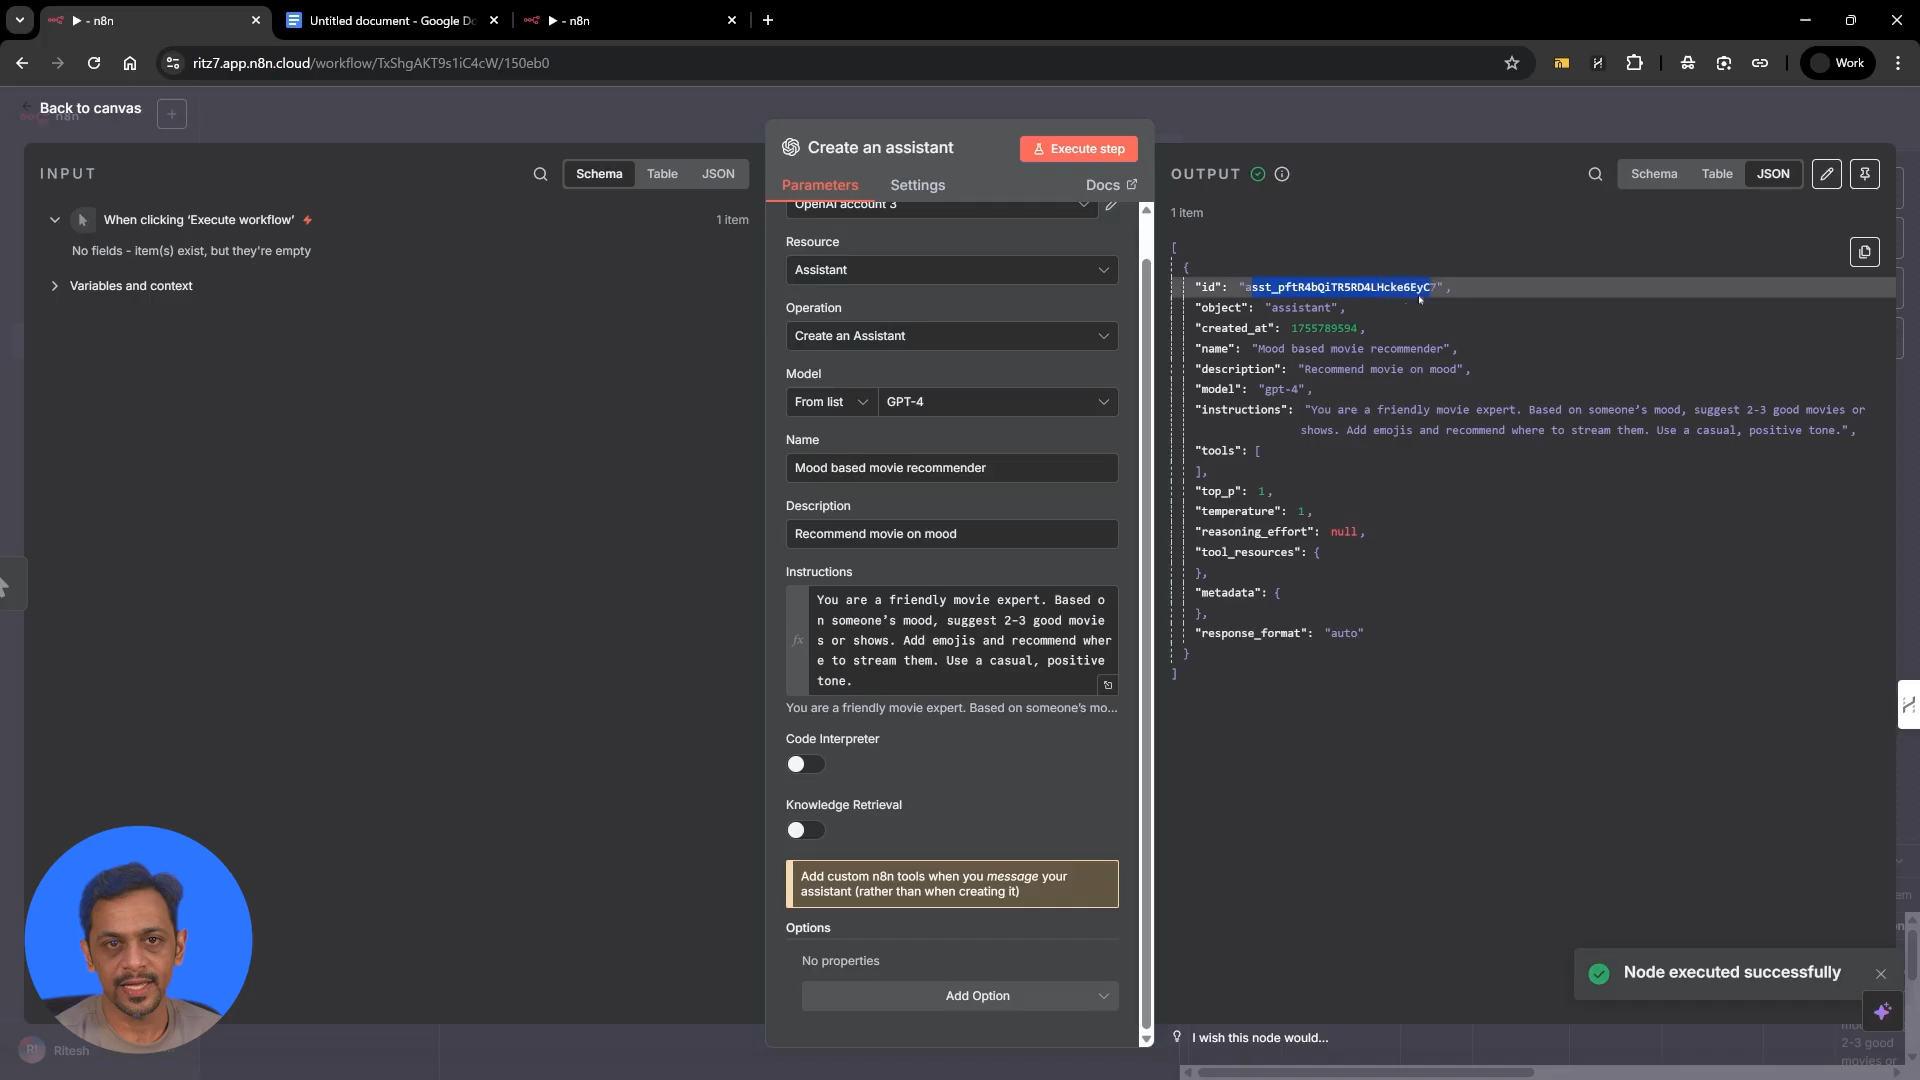 ▶ - n8n
Untitled document - Google Do
▶ - n8n
ritz7.app.n8n.cloud/workflow/TxShgAKT9s1iC4cW/150eb0
Work
Back to canvas
n8n
INPUT
Schema
Table
JSON
When clicking ‘Execute workflow’
1 item
No fields - item(s) exist, but they're empty
Variables and context
Create an assistant
Execute step
Parameters
Settings
Docs
OpenAI account 3
Resource
Assistant
Operation
Create an Assistant
Model
From list
GPT-4
Name
Mood based movie recommender
Description
Recommend movie on mood
Instructions
fx
You are a friendly movie expert. Based o
n someone’s mood, suggest 2–3 good movie
s or shows. Add emojis and recommend wher
e to stream them. Use a casual, positive
tone.
You are a friendly movie expert. Based on someone’s mo...
Code Interpreter
Knowledge Retrieval
Add custom n8n tools when you message your
assistant (rather than when creating it)
Options
No properties
Add Option
OUTPUT
Schema
Table
JSON
1 item
[
{
"id": "asst_pftR4bQiTR5RD4LHcke6EyC7",
"object": "assistant",
"created_at": 1755789594,
"name": "Mood based movie recommender",
"description": "Recommend movie on mood",
"model": "gpt-4",
"instructions": "You are a friendly movie expert. Based on someone’s mood, suggest 2–3 good movies or
shows. Add emojis and recommend where to stream them. Use a casual, positive tone.",
"tools": [
],
"top_p": 1,
"temperature": 1,
"reasoning_effort": null,
"tool_resources": {
},
"metadata": {
},
"response_format": "auto"
}
]
Node executed successfully
I wish this node would...
Ritesh
2-3 good
movies or